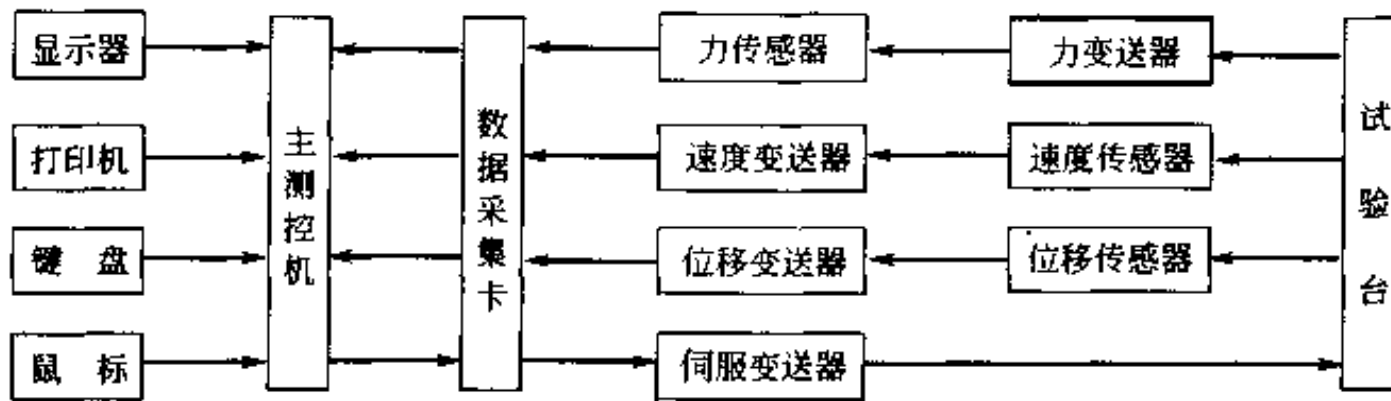 显示器
打印机
键盘
鼠标
主测控机
数据采集卡
力传感器
速度变送器
位移变送器
伺服变送器
力变送器
速度传感器
位移传感器
试验台